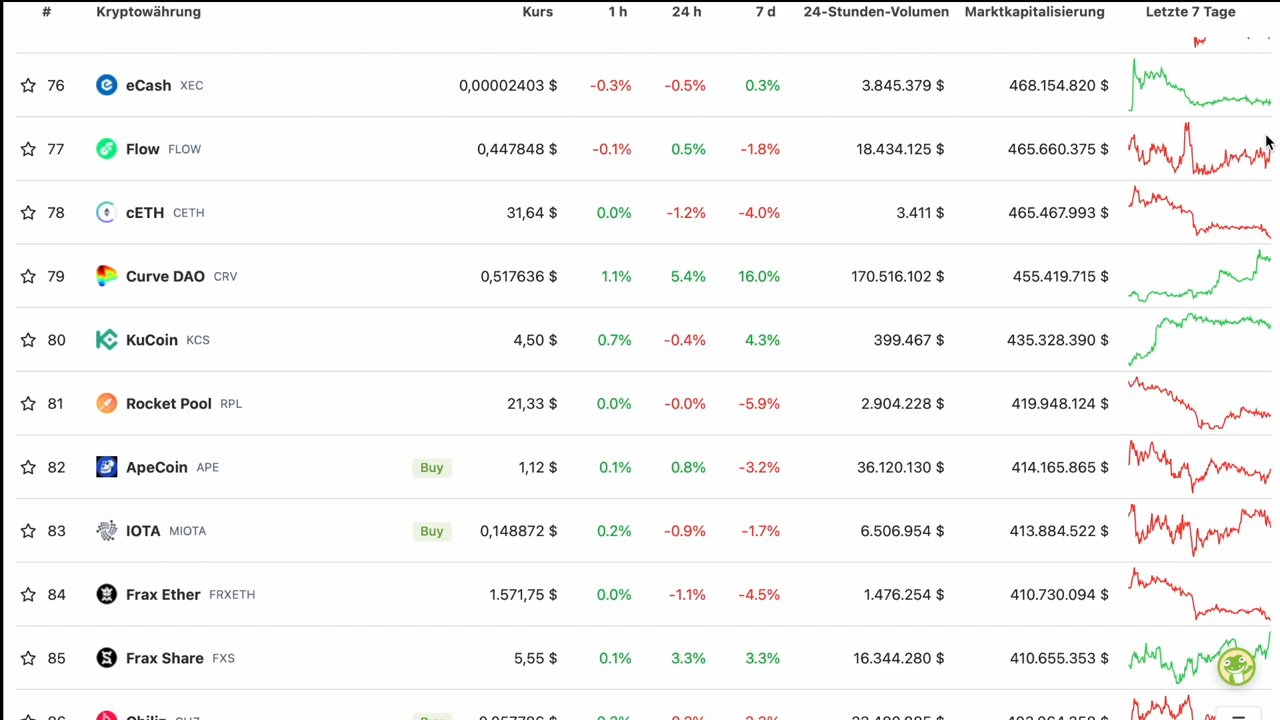 # Kryptowährung Kurs 1 h 24 h 7 d 24-Stunden-Volumen Marktkapitalisierung Letzte 7 Tage
76 eCash XEC 0,00002403 $ -0.3% -0.5% 0.3% 3.845.379 $ 468.154.820 $
77 Flow FLOW 0,447848 $ -0.1% 0.5% -1.8% 18.434.125 $ 465.660.375 $
78 cETH CETH 31,64 $ 0.0% -1.2% -4.0% 3.411 $ 465.467.993 $
79 Curve DAO CRV 0,517636 $ 1.1% 5.4% 16.0% 170.516.102 $ 455.419.715 $
80 KuCoin KCS 4,50 $ 0.7% -0.4% 4.3% 399.467 $ 435.328.390 $
81 Rocket Pool RPL 21,33 $ 0.0% -0.0% -5.9% 2.904.228 $ 419.948.124 $
82 ApeCoin APE Buy 1,12 $ 0.1% 0.8% -3.2% 36.120.130 $ 414.165.865 $
83 IOTA MIOTA Buy 0,148872 $ 0.2% -0.9% -1.7% 6.506.954 $ 413.884.522 $
84 Frax Ether FRXETH 1.571,75 $ 0.0% -1.1% -4.5% 1.476.254 $ 410.730.094 $
85 Frax Share FXS 5,55 $ 0.1% 3.3% 3.3% 16.344.280 $ 410.655.353 $